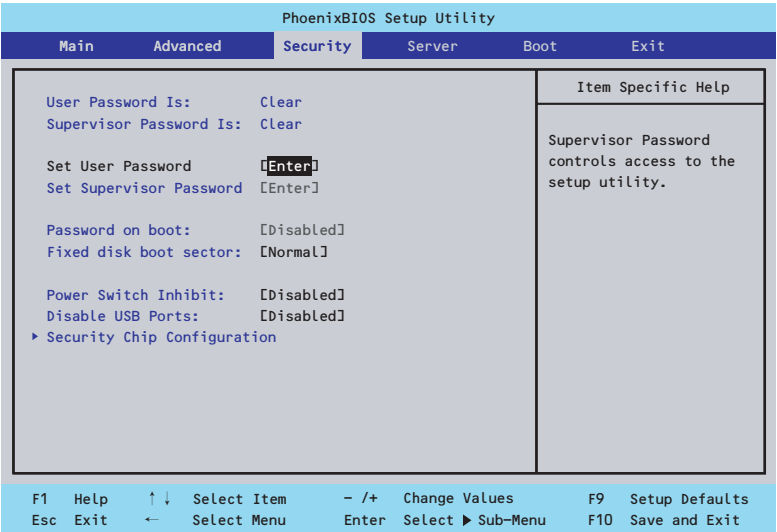 PhoenixBIOS Setup Utility
Main Advanced Security Server Boot Exit
Item Specific Help
User Password Is: Clear
Supervisor Password Is: Clear
Set User Password [Enter]
Set Supervisor Password [Enter]
Password on boot: [Disabled]
Fixed disk boot sector: [Normal]
Power Switch Inhibit: [Disabled]
Disable USB Ports: [Disabled]
▶ Security Chip Configuration
Supervisor Password
controls access to the
setup utility.
F1 Help ↑↓ Select Item - /+ Change Values F9 Setup Defaults
Esc Exit ← Select Menu Enter Select ▶ Sub-Menu F10 Save and Exit